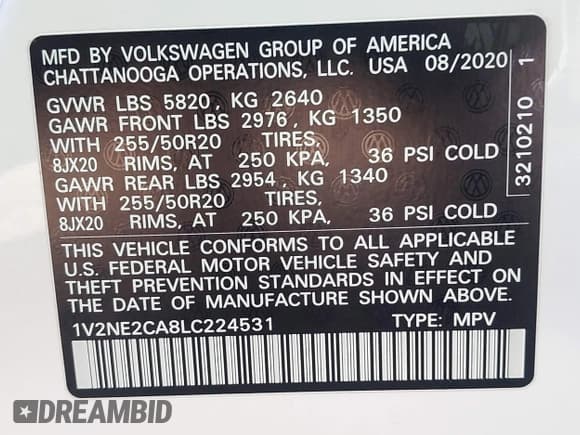 MFD BY VOLKSWAGEN GROUP OF AMERICA
CHATTANOOGA OPERATIONS, LLC. USA 08/2020
GVWR LBS 5820, KG 2640
GAWR FRONT LBS 2976, KG 1350
WITH 255/50R20 TIRES,
8JX20 RIMS, AT 250 KPA, 36 PSI COLD
GAWR REAR LBS 2954, KG 1340
WITH 255/50R20 TIRES,
8JX20 RIMS, AT 250 KPA, 36 PSI COLD
THIS VEHICLE CONFORMS TO ALL APPLICABLE
U.S. FEDERAL MOTOR VEHICLE SAFETY AND
THEFT PREVENTION STANDARDS IN EFFECT ON
THE DATE OF MANUFACTURE SHOWN ABOVE.
1V2NE2CA8LC224531 TYPE: MPV
3210210 1
DREAMBID